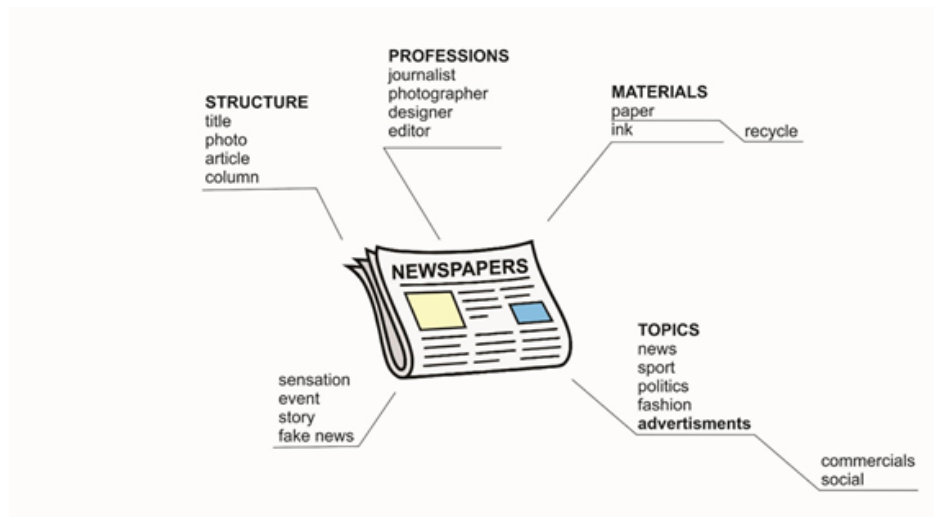 PROFESSIONS
journalist
photographer
designer
editor
STRUCTURE
title
photo
article
column
MATERIALS
paper
ink
recycle
NEWSPAPERS
TOPICS
news
sport
politics
fashion
advertisments
sensation
event
story
fake news
commercials
social